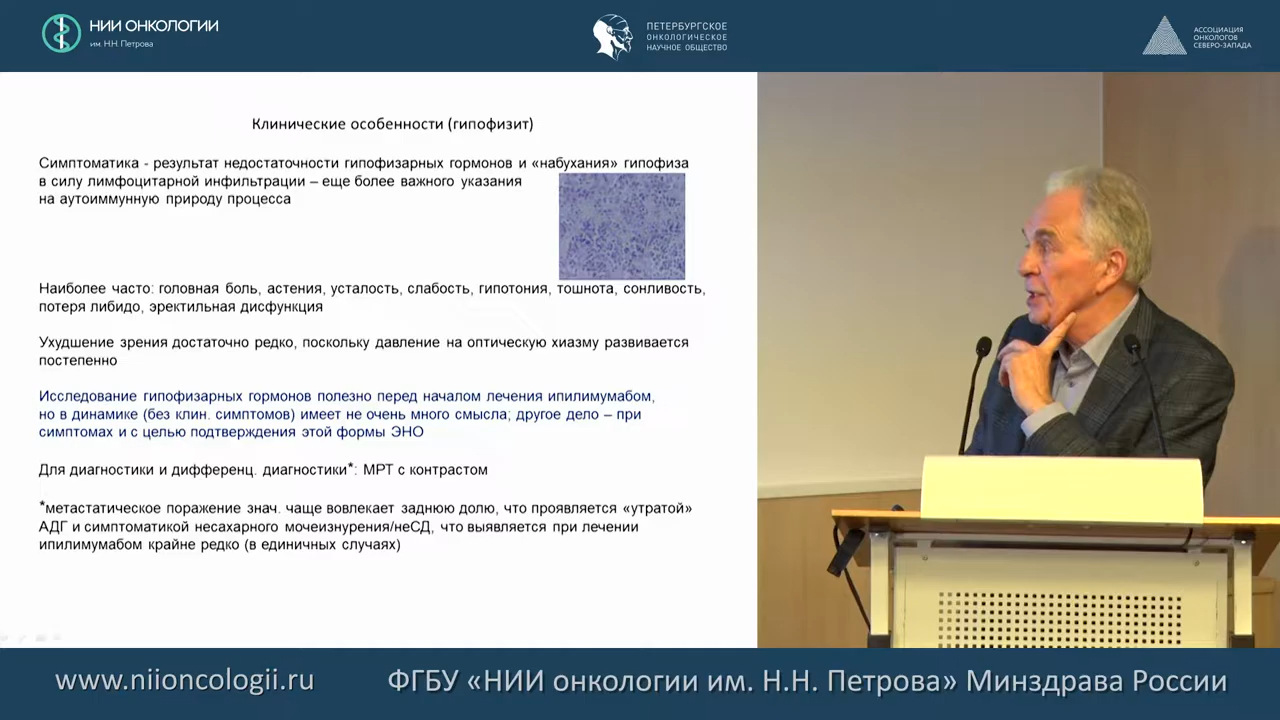 НИИ ОНКОЛОГИИ
им. Н.Н. Петрова
ПЕТЕРБУРГСКОЕ
ОНКОЛОГИЧЕСКОЕ
НАУЧНОЕ ОБЩЕСТВО
АССОЦИАЦИЯ
ОНКОЛОГОВ
СЕВЕРО-ЗАПАДА
Клинические особенности (гипофизит)
Симптоматика - результат недостаточности гипофизарных гормонов и «набухания» гипофиза
в силу лимфоцитарной инфильтрации – еще более важного указания
на аутоиммунную природу процесса
Наиболее часто: головная боль, астения, усталость, слабость, гипотония, тошнота, сонливость,
потеря либидо, эректильная дисфункция
Ухудшение зрения достаточно редко, поскольку давление на оптическую хиазму развивается
постепенно
Исследование гипофизарных гормонов полезно перед началом лечения ипилимумабом,
но в динамике (без клин. симптомов) имеет не очень много смысла; другое дело – при
симптомах и с целью подтверждения этой формы ЭНО
Для диагностики и дифференц. диагностики*: МРТ с контрастом
*метастатическое поражение знач. чаще вовлекает заднюю долю, что проявляется «утратой»
АДГ и симптоматикой несахарного мочеизнурения/неСД, что выявляется при лечении
ипилимумабом крайне редко (в единичных случаях)
www.niioncologii.ru
ФГБУ «НИИ онкологии им. Н.Н. Петрова» Минздрава России